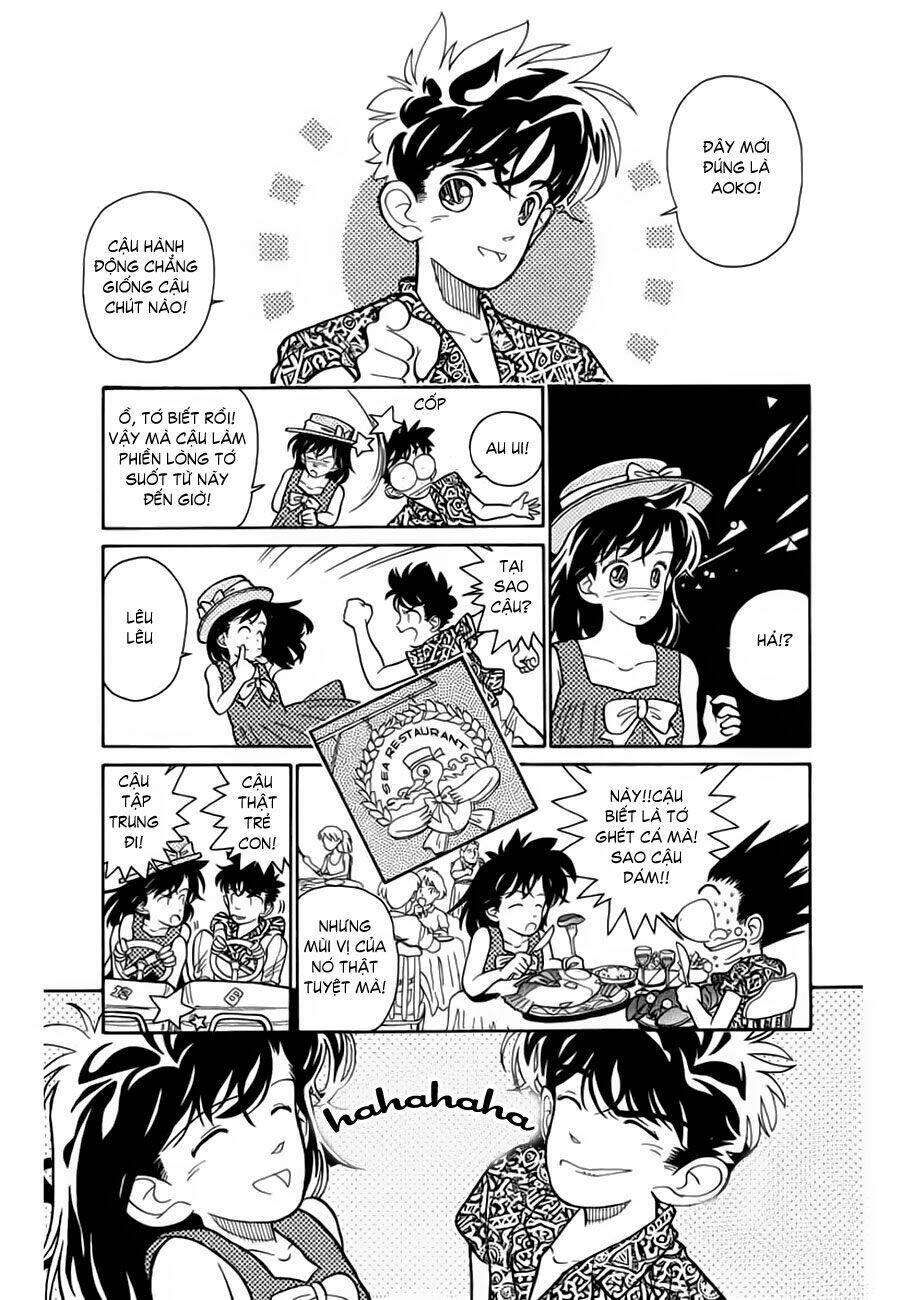 ĐÂY MỚI
ĐÚNG LÀ
AOKO!
CẬU HÀNH
ĐỘNG CHẲNG
GIỐNG CẬU
CHÚT NÀO!
HẢ!?
CỐP
AU UI!
Ồ, TỚ BIẾT RỒI!
VẬY MÀ CẬU LÀM
PHIỀN LÒNG TỚ
SUỐT TỪ NÃY
ĐẾN GIỜ!
TẠI
SAO
CẬU?
LÊU
LÊU
SEA RESTAURANT
NÀY!!CẬU
BIẾT LÀ TỚ
GHÉT CÁ MÀ!
SAO CẬU
DÁM!!
NHƯNG
MÙI VỊ CỦA
NÓ THẬT
TUYỆT MÀ!
CẬU
THẬT
TRẺ
CON!
CẬU
TẬP
TRUNG
ĐI!
hahahaha